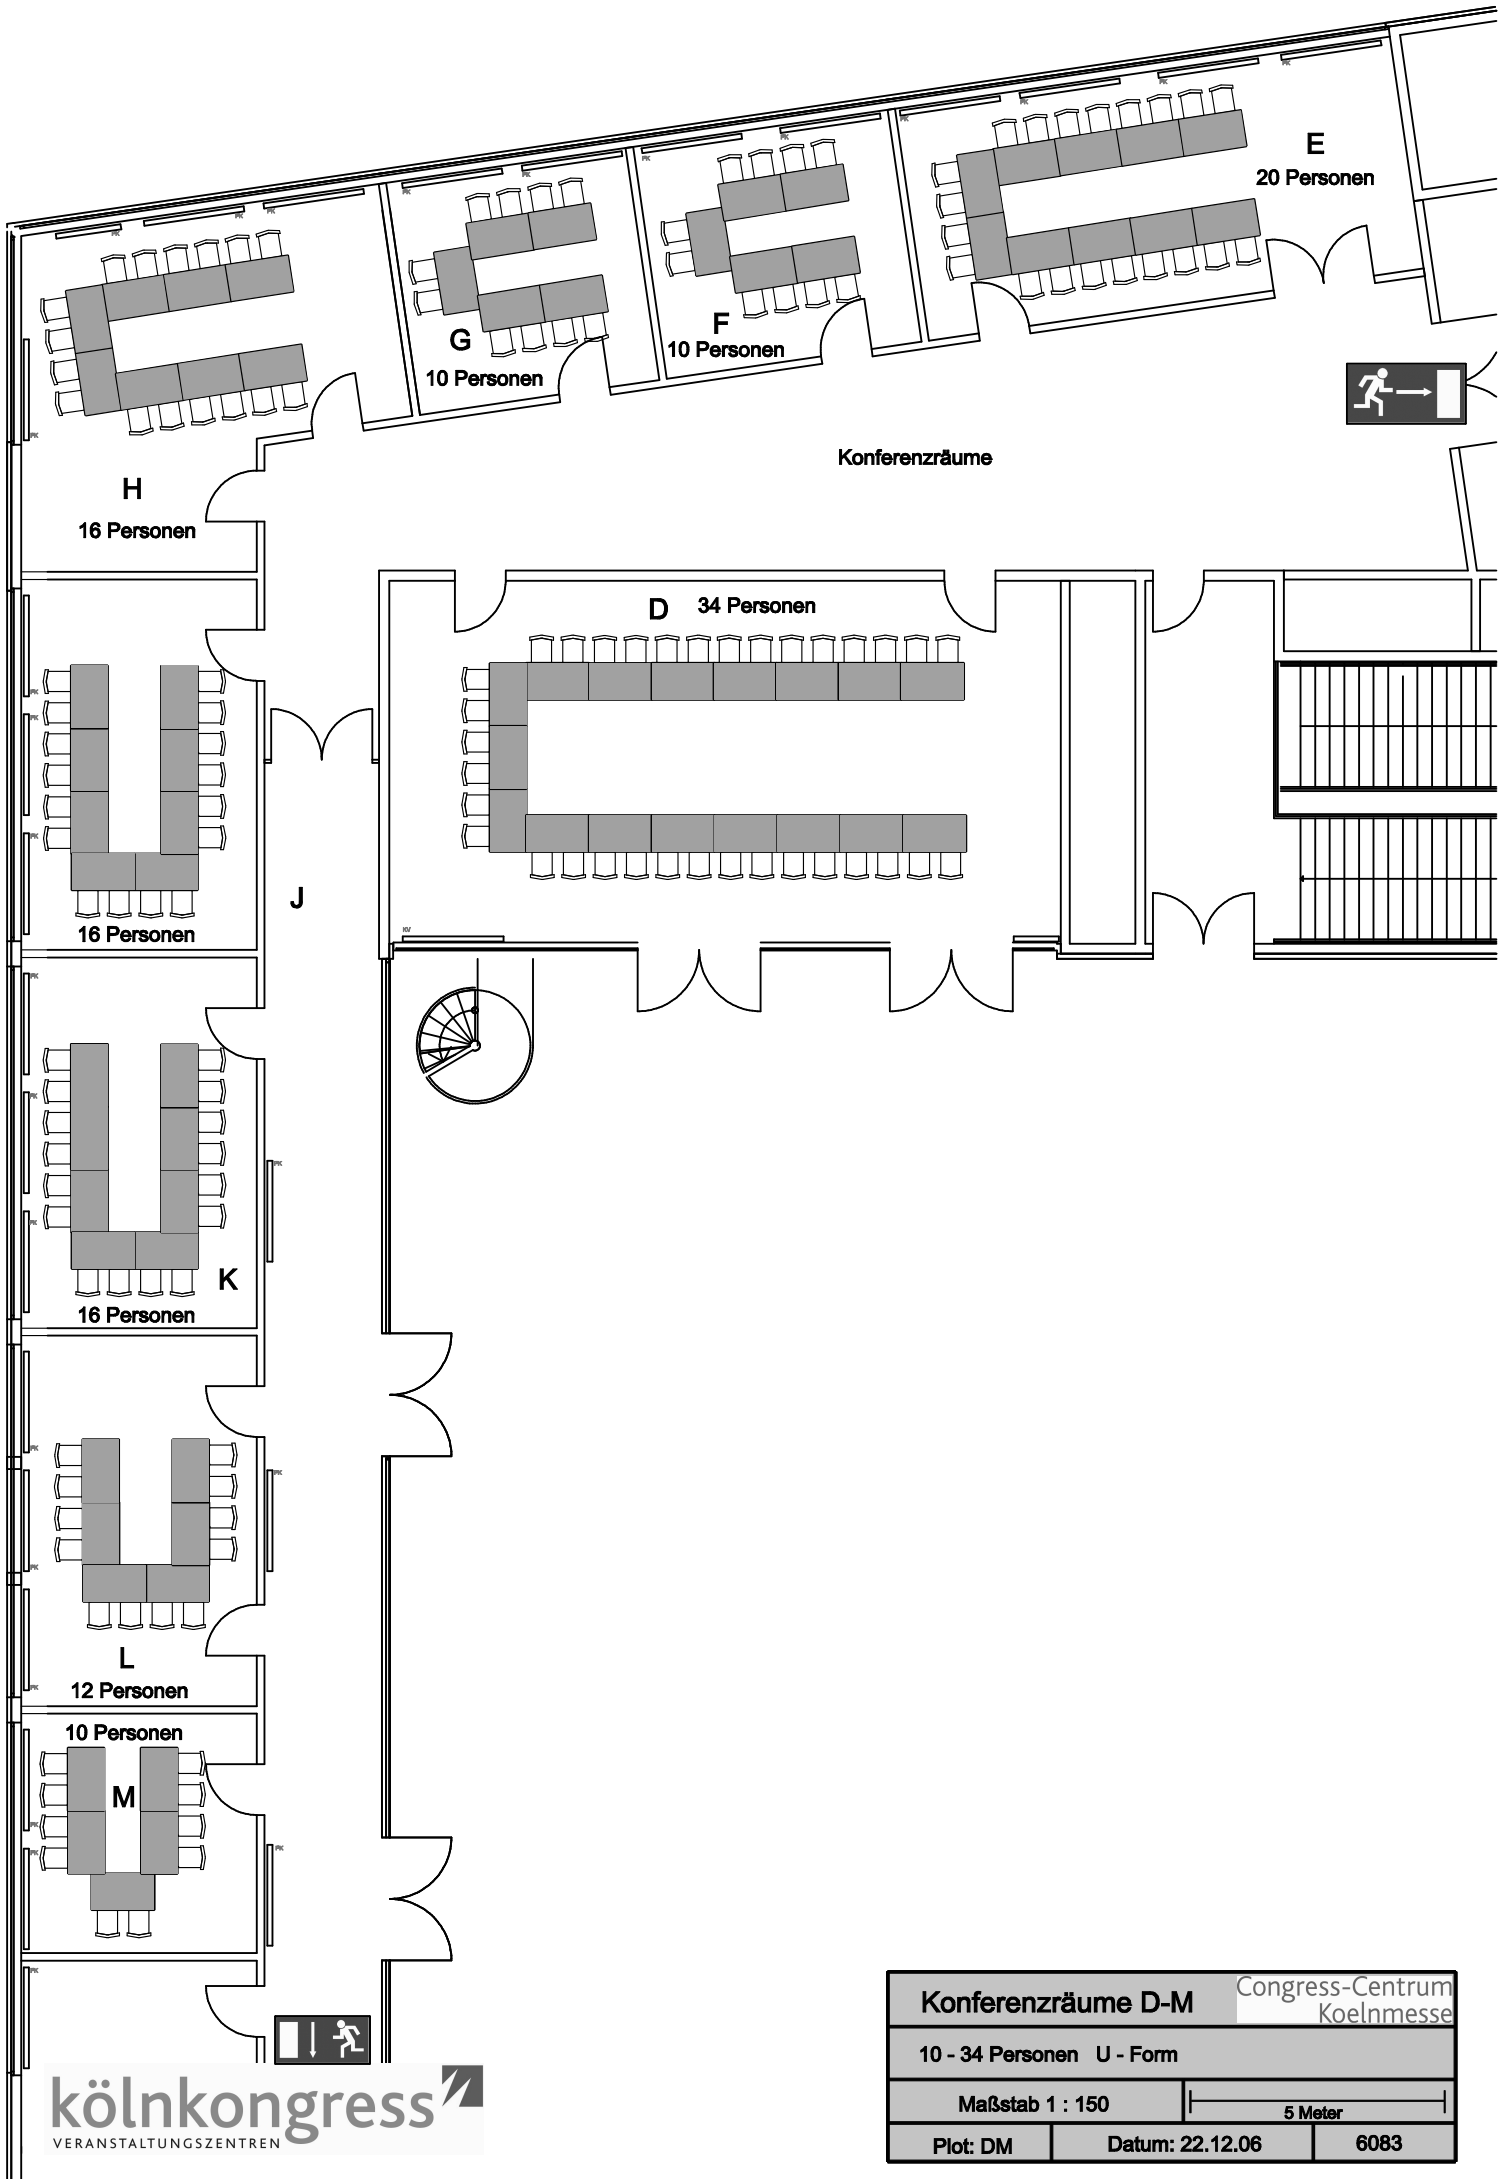 E
20 Personen
F
10 Personen
G
10 Personen
H
16 Personen
Konferenzräume
D 34 Personen
J
16 Personen
KV
K
16 Personen
L
12 Personen
10 Personen
M
Konferenzräume D-M
Congress-Centrum
Koelnmesse
10 - 34 Personen U - Form
Maßstab 1 : 150
5 Meter
Plot: DM
Datum: 22.12.06
6083
kölnkongress
VERANSTALTUNGSZENTREN